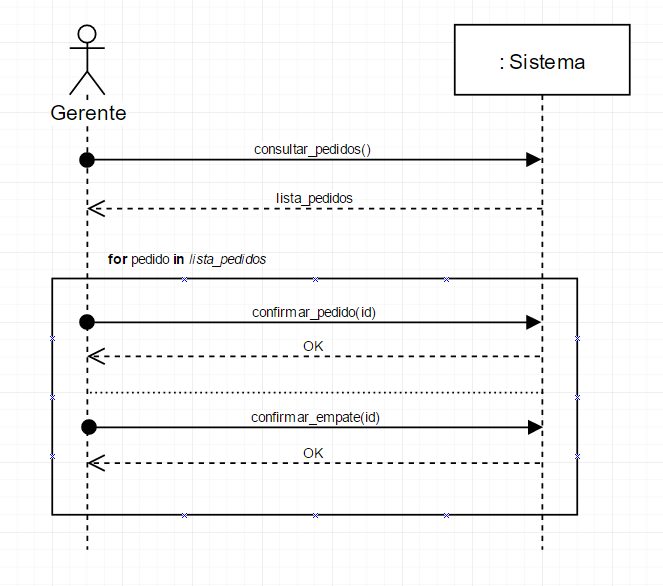 : Sistema
Gerente
consultar_pedidos()
lista_pedidos
for pedido in lista_pedidos
confirmar_pedido(id)
OK
confirmar_empate(id)
OK